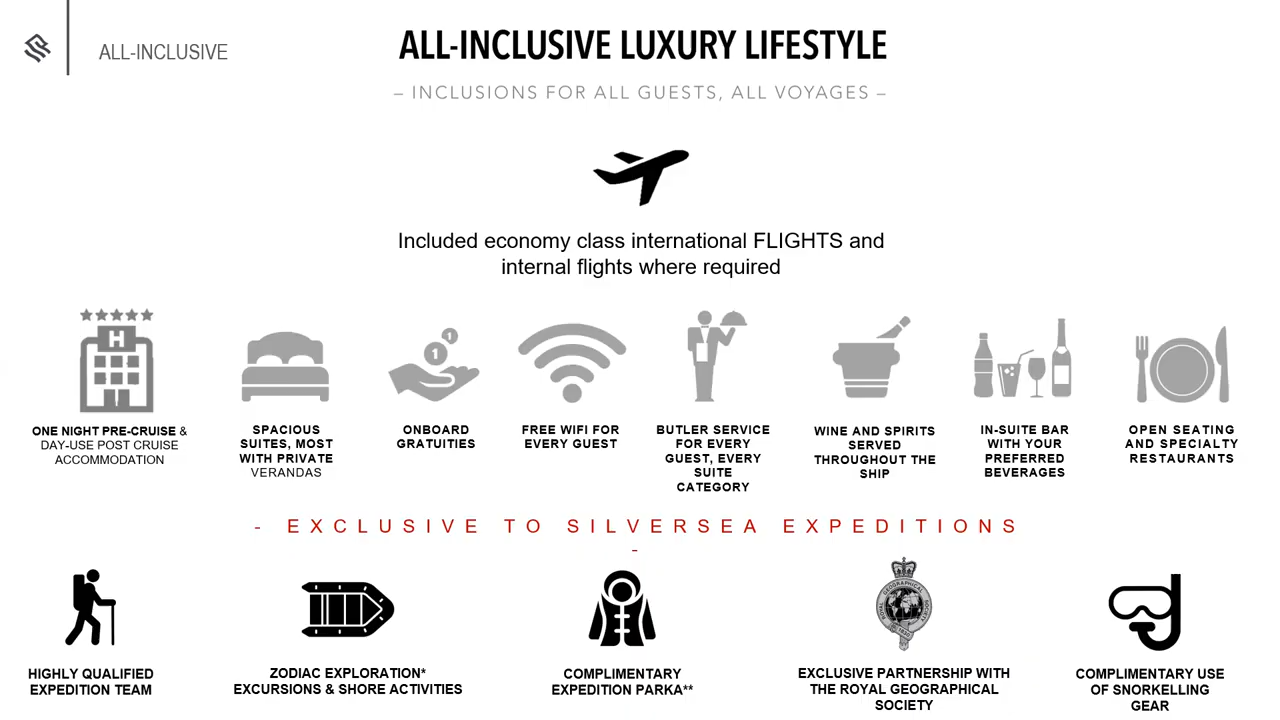 ALL-INCLUSIVE
ALL-INCLUSIVE LUXURY LIFESTYLE
– INCLUSIONS FOR ALL GUESTS, ALL VOYAGES –
Included economy class international FLIGHTS and
internal flights where required
H
1
1
ONE NIGHT PRE-CRUISE &
DAY-USE POST CRUISE
ACCOMMODATION
SPACIOUS
SUITES, MOST
WITH PRIVATE
VERANDAS
ONBOARD
GRATUITIES
FREE WIFI FOR
EVERY GUEST
BUTLER SERVICE
FOR EVERY
GUEST, EVERY
SUITE
CATEGORY
WINE AND SPIRITS
SERVED
THROUGHOUT THE
SHIP
IN-SUITE BAR
WITH YOUR
PREFERRED
BEVERAGES
OPEN SEATING
AND SPECIALTY
RESTAURANTS
- EXCLUSIVE TO SILVERSEA EXPEDITIONS
-
HIGHLY QUALIFIED
EXPEDITION TEAM
ZODIAC EXPLORATION*
EXCURSIONS & SHORE ACTIVITIES
COMPLIMENTARY
EXPEDITION PARKA**
ROYAL GEOGRAPHICAL SOCIETY
EXCLUSIVE PARTNERSHIP WITH
THE ROYAL GEOGRAPHICAL
SOCIETY
COMPLIMENTARY USE
OF SNORKELLING
GEAR